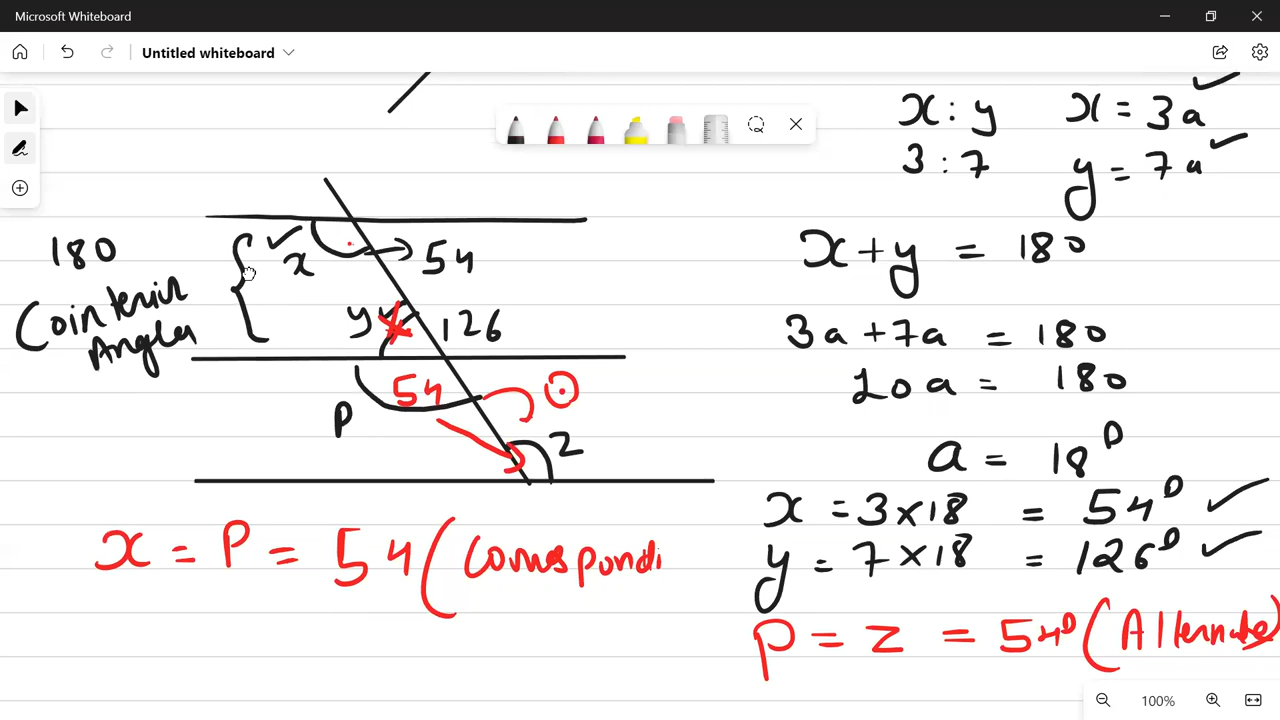 Microsoft Whiteboard
Untitled whiteboard
x : y
3 : 7
x = 3a
y = 7a
x + y = 180
3a + 7a = 180
10a = 180
a = 18°
x = 3 × 18 = 54°
y = 7 × 18 = 126°
P = z = 54° (Alternate)
180
(Cointerior
Angles
x
54
y
126
54
P
z
x = P = 54 (Correspondi
100%